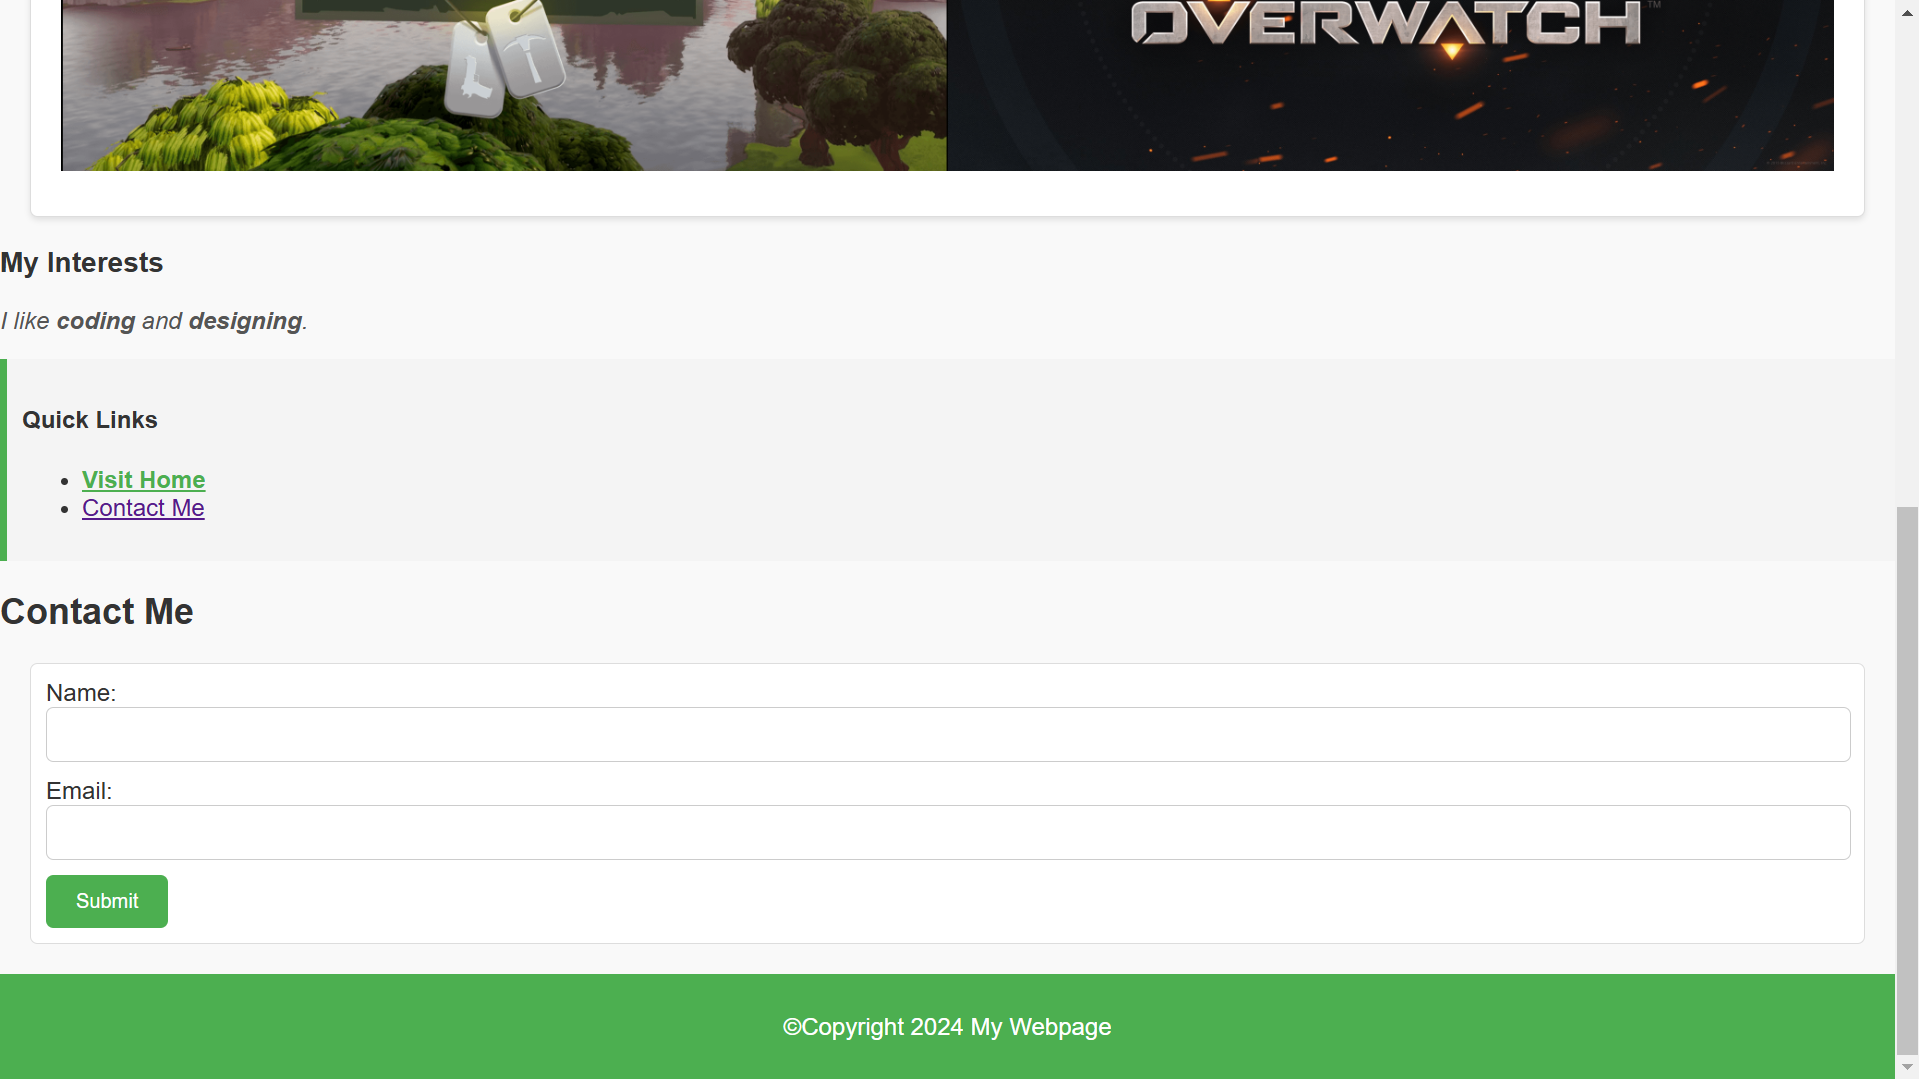 OVERWATCH™
My Interests
I like coding and designing.
Quick Links
Visit Home
Contact Me
Contact Me
Name:
Email:
Submit
©Copyright 2024 My Webpage